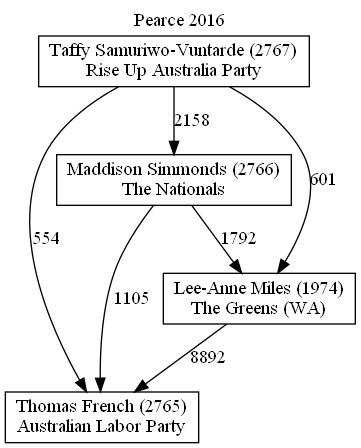 Pearce 2016
Taffy Samuriwo-Vuntarde (2767)
Rise Up Australia Party
2158
Maddison Simmonds (2766)
The Nationals
601
554
1105
1792
Lee-Anne Miles (1974)
The Greens (WA)
8892
Thomas French (2765)
Australian Labor Party